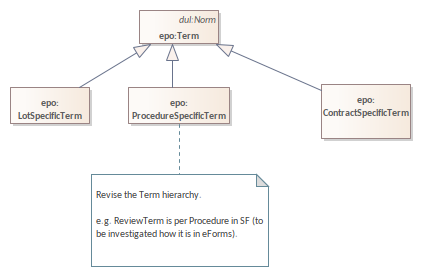 dul:Norm
epo:Term
epo:
LotSpecificTerm
epo:
ProcedureSpecificTerm
epo:
ContractSpecificTerm
Revise the Term hierarchy.
e.g. ReviewTerm is per Procedure in SF (to
be investigated how it is in eForms).